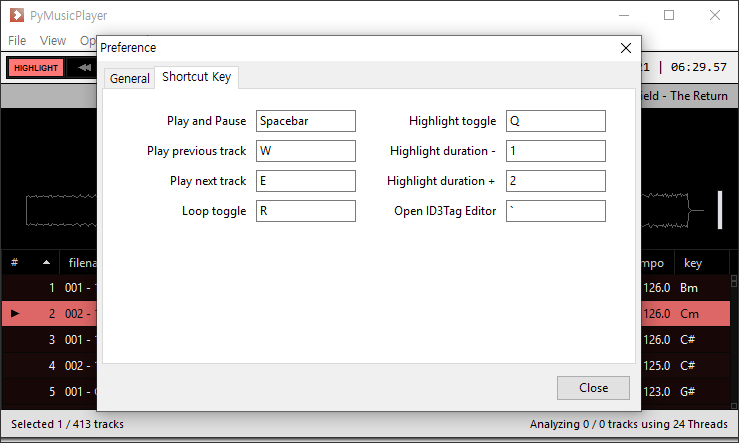 PyMusicPlayer
File View Op
Preference
HIGHLIGHT
21 | 06:29.57
General Shortcut Key
ield - The Return
Play and Pause Spacebar Highlight toggle Q
Play previous track W Highlight duration - 1
Play next track E Highlight duration + 2
Loop toggle R Open ID3Tag Editor `
# filena mpo key
1 001 - 126.0 Bm
2 002 - 126.0 Cm
3 001 - 126.0 C#
4 002 - 125.0 C#
5 001 - 123.0 G#
Close
Selected 1 / 413 tracks Analyzing 0 / 0 tracks using 24 Threads